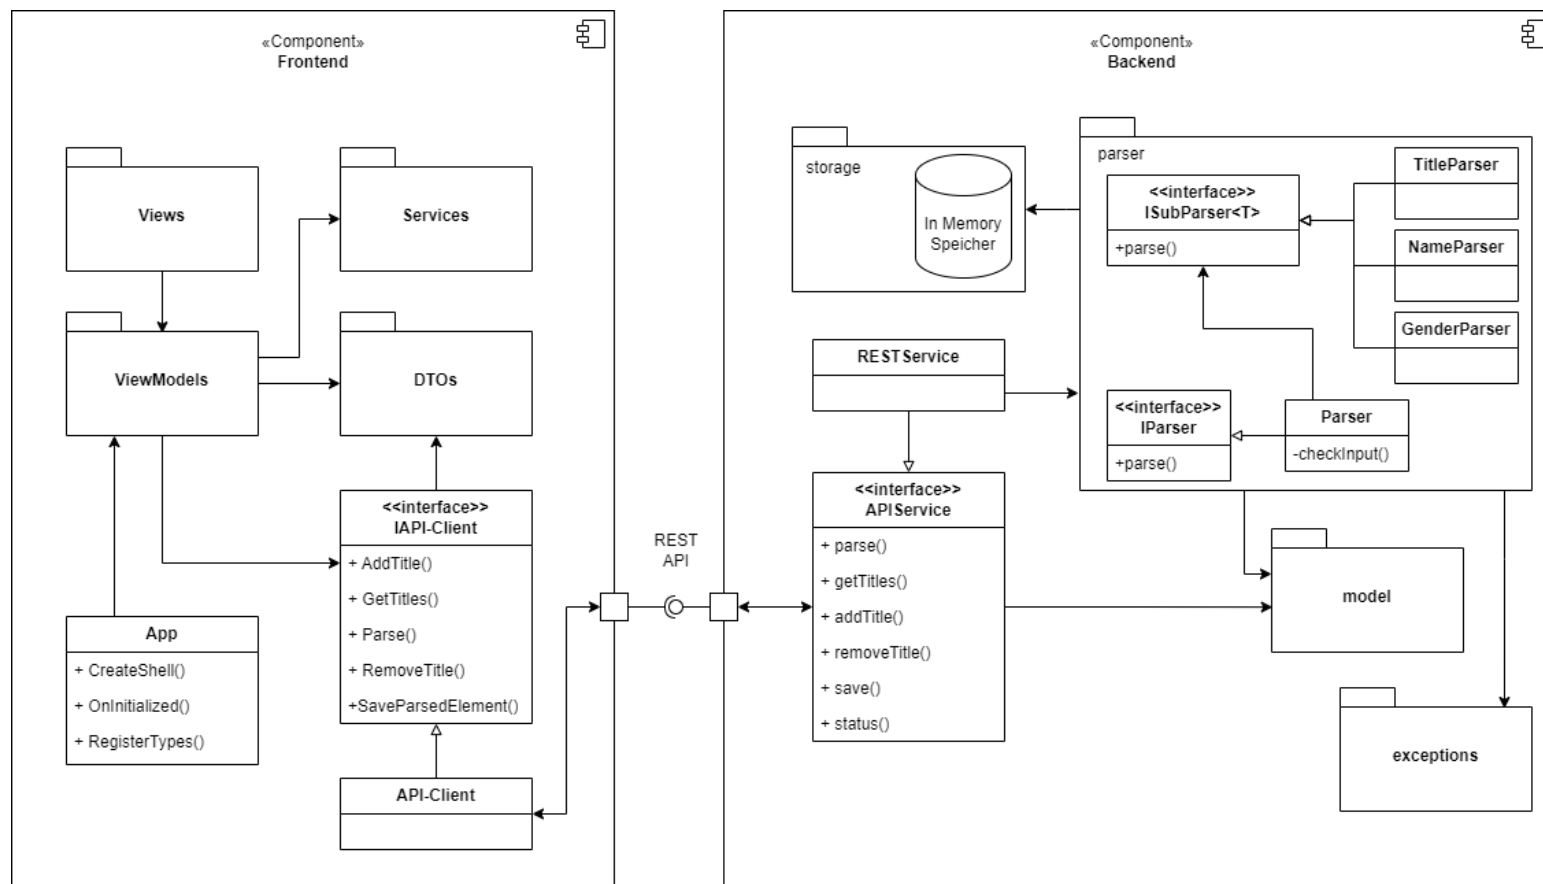 «Component»
Frontend
Views
Services
ViewModels
DTOs
<<interface>>
IAPI-Client
+ AddTitle()
+ GetTitles()
+ Parse()
+ RemoveTitle()
+SaveParsedElement()
App
+ CreateShell()
+ OnInitialized()
+ RegisterTypes()
API-Client
REST
API
«Component»
Backend
storage
In Memory
Speicher
parser
<<interface>>
ISubParser<T>
+parse()
TitleParser
NameParser
GenderParser
<<interface>>
IParser
+parse()
Parser
-checkInput()
RESTService
<<interface>>
APIService
+ parse()
+ getTitles()
+ addTitle()
+ removeTitle()
+ save()
+ status()
model
exceptions